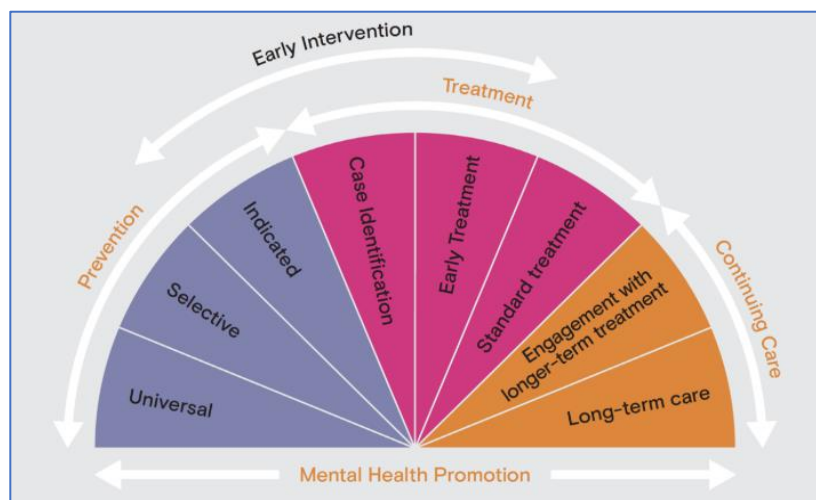 Early Intervention
Treatment
Prevention
Continuing Care
Universal
Selective
Indicated
Case Identification
Early Treatment
Standard treatment
Engagement with
longer-term treatment
Long-term care
Mental Health Promotion